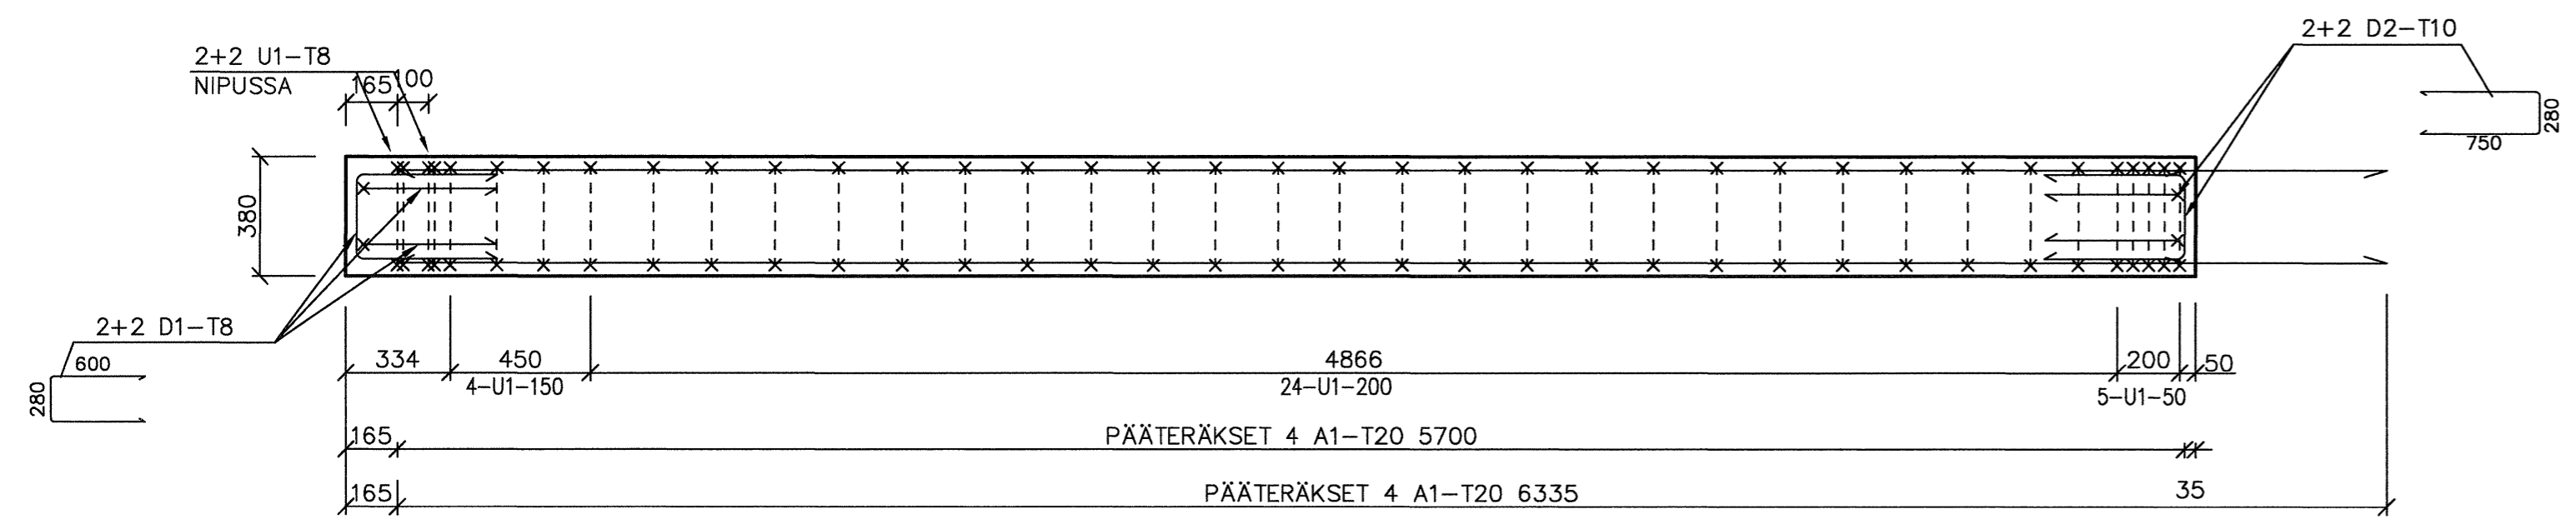 2+2 U1-T8
NIPUSSA
165
100
2+2 D2-T10
280
750
380
2+2 D1-T8
600
280
334
450
4866
200
50
4-U1-150
24-U1-200
5-U1-50
165
PÄÄTERÄKSET 4 A1-T20 5700
165
PÄÄTERÄKSET 4 A1-T20 6335
35